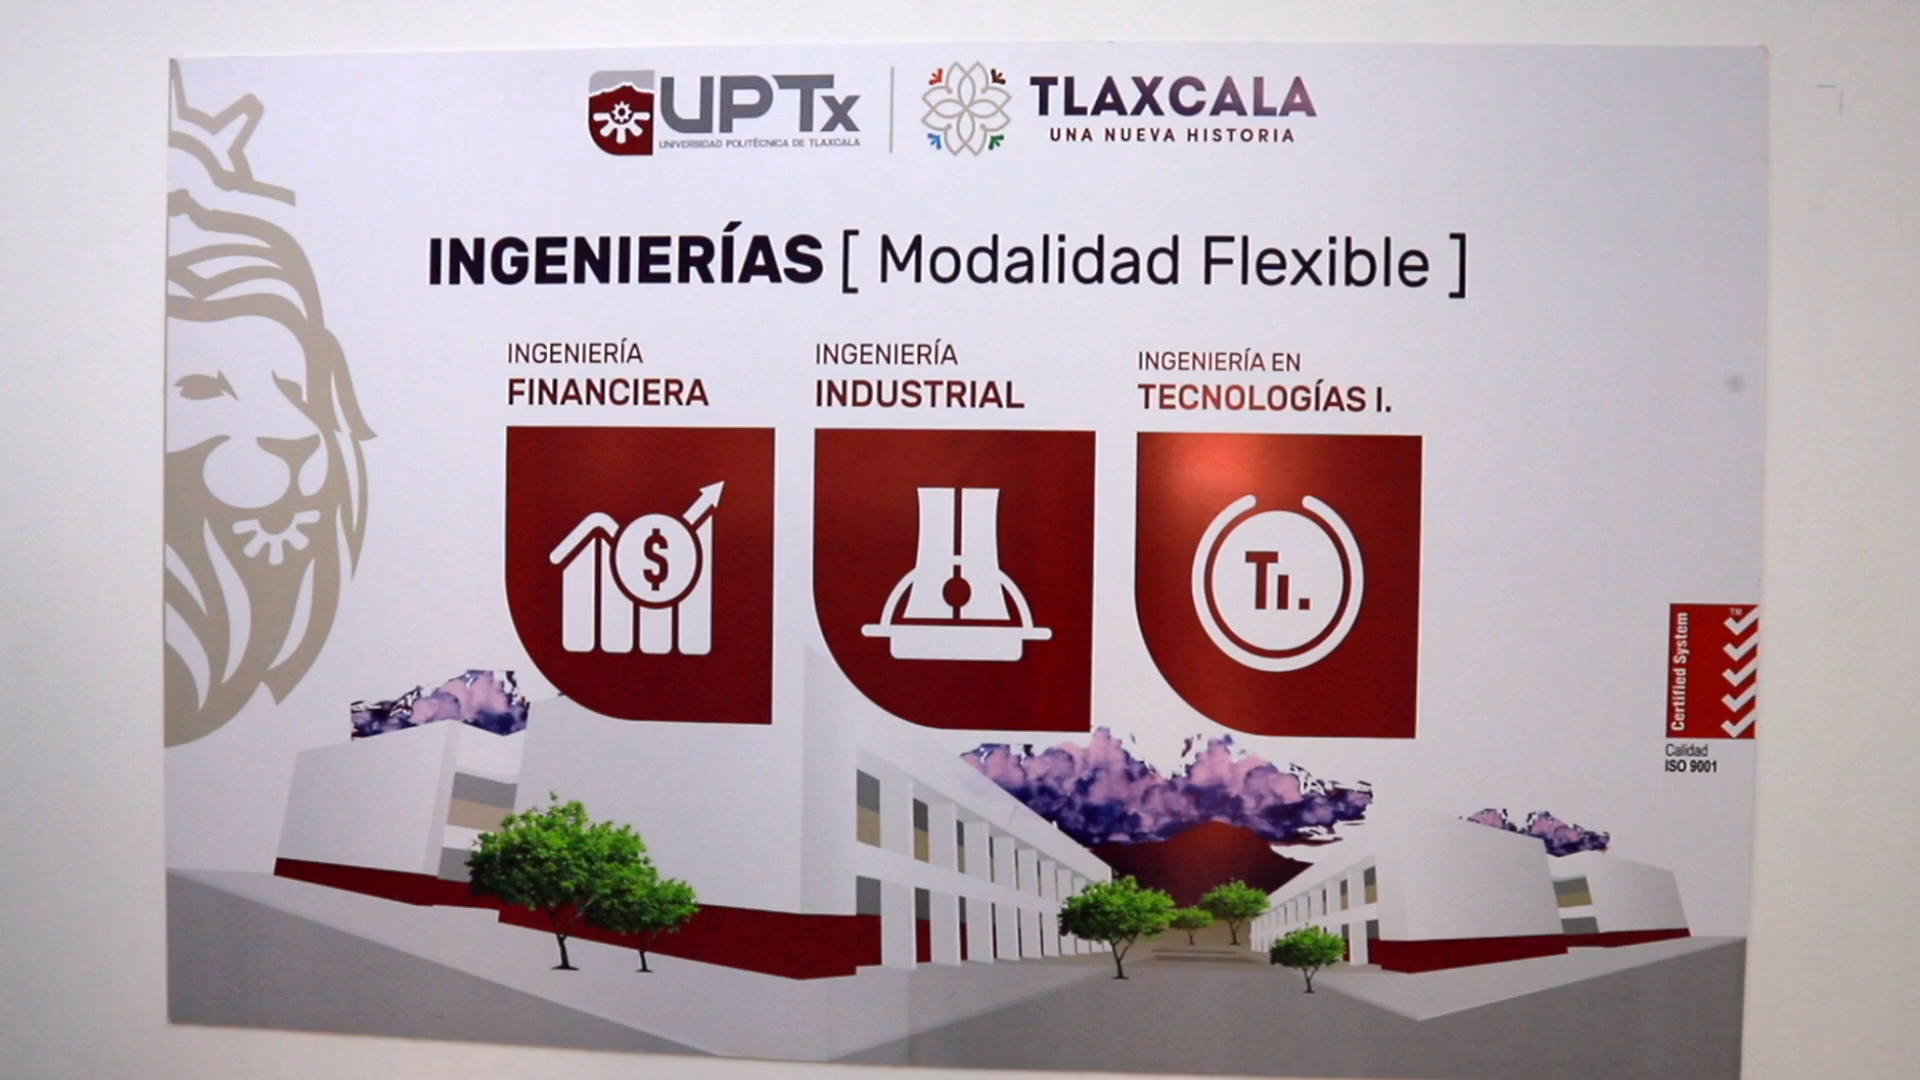 UPTx
UNIVERSIDAD POLITÉCNICA DE TLAXCALA
TLAXCALA
UNA NUEVA HISTORIA
INGENIERÍAS [ Modalidad Flexible ]
INGENIERÍA
FINANCIERA
INGENIERÍA
INDUSTRIAL
INGENIERÍA EN
TECNOLOGÍAS I.
$
TI.
Certified System
TM
Calidad
ISO 9001